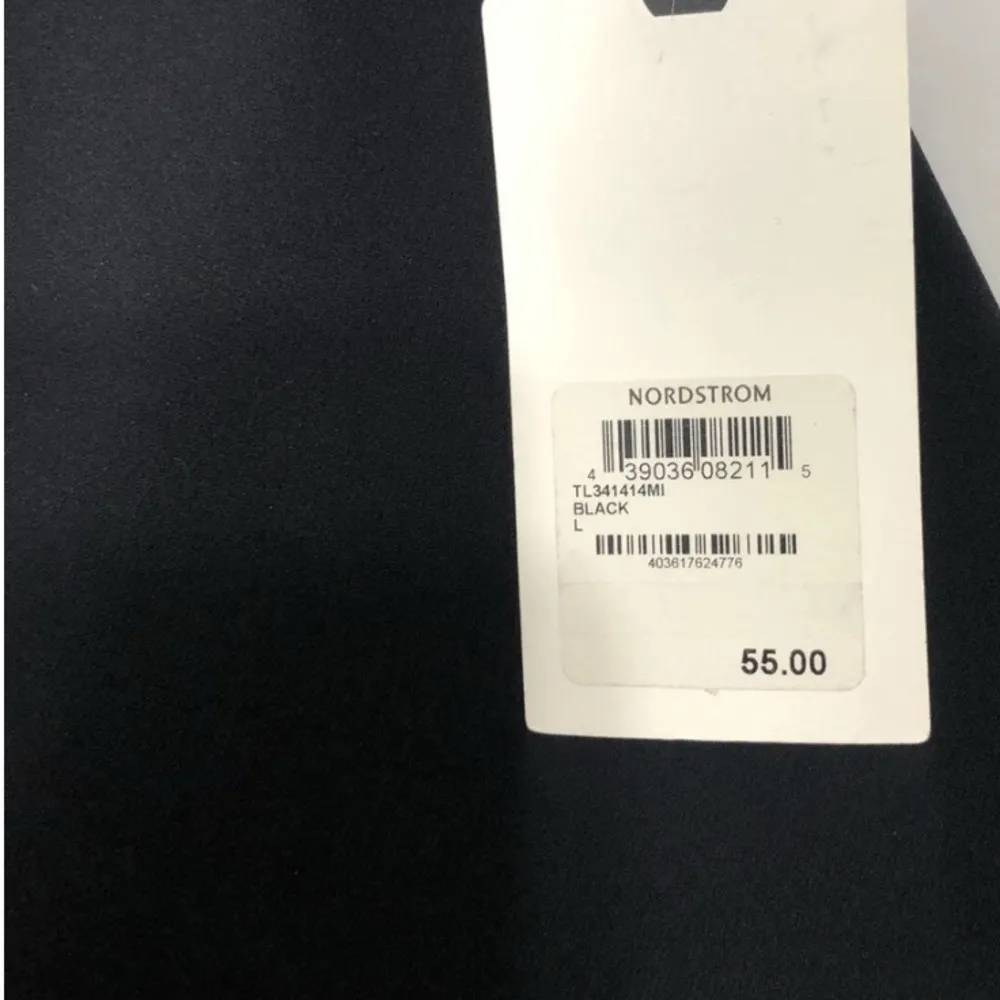 NORDSTROM
4 39036 08211 5
TL341414MI
BLACK
L
403617624776
55.00